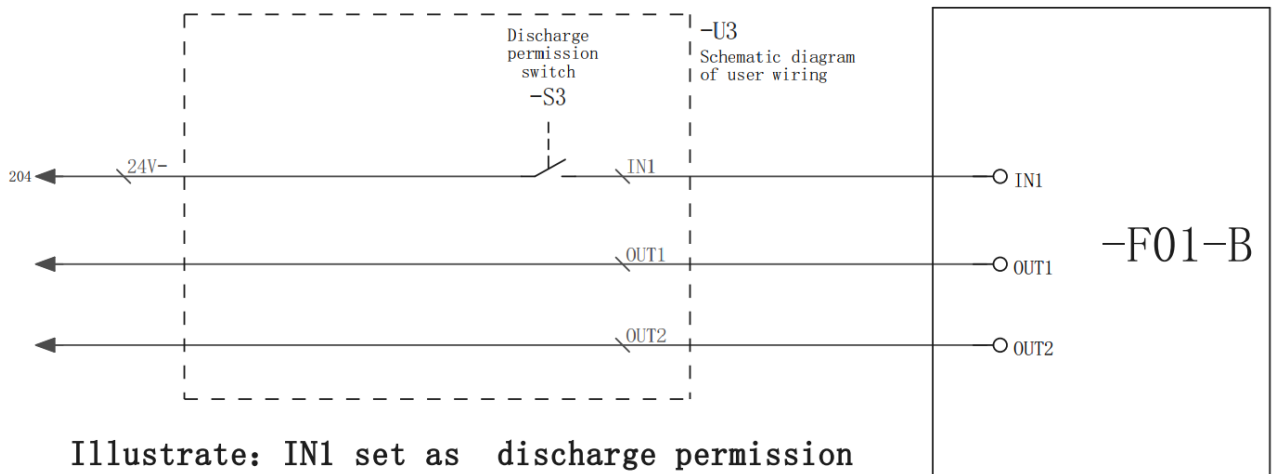 Discharge
permission
switch
-S3
-U3
Schematic diagram
of user wiring
204
24V-
IN1
IN1
-F01-B
OUT1
OUT1
OUT2
OUT2
Illustrate: IN1 set as discharge permission